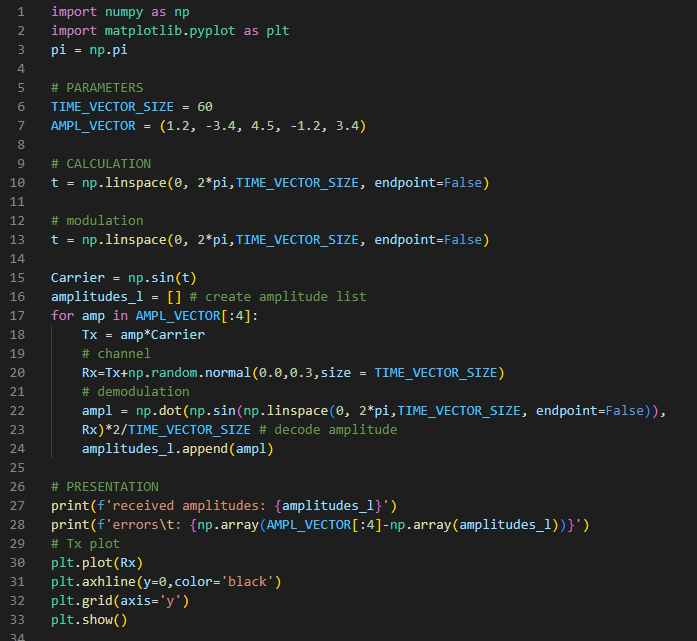 1 import numpy as np
2 import matplotlib.pyplot as plt
3 pi = np.pi
4
5 # PARAMETERS
6 TIME_VECTOR_SIZE = 60
7 AMPL_VECTOR = (1.2, -3.4, 4.5, -1.2, 3.4)
8
9 # CALCULATION
10 t = np.linspace(0, 2*pi,TIME_VECTOR_SIZE, endpoint=False)
11
12 # modulation
13 t = np.linspace(0, 2*pi,TIME_VECTOR_SIZE, endpoint=False)
14
15 Carrier = np.sin(t)
16 amplitudes_l = [] # create amplitude list
17 for amp in AMPL_VECTOR[:4]:
18     Tx = amp*Carrier
19     # channel
20     Rx=Tx+np.random.normal(0.0,0.3,size = TIME_VECTOR_SIZE)
21     # demodulation
22     ampl = np.dot(np.sin(np.linspace(0, 2*pi,TIME_VECTOR_SIZE, endpoint=False)),
23     Rx)*2/TIME_VECTOR_SIZE # decode amplitude
24     amplitudes_l.append(ampl)
25
26 # PRESENTATION
27 print(f'received amplitudes: {amplitudes_l}')
28 print(f'errors\t: {np.array(AMPL_VECTOR[:4]-np.array(amplitudes_l))}')
29 # Tx plot
30 plt.plot(Rx)
31 plt.axhline(y=0,color='black')
32 plt.grid(axis='y')
33 plt.show()
34